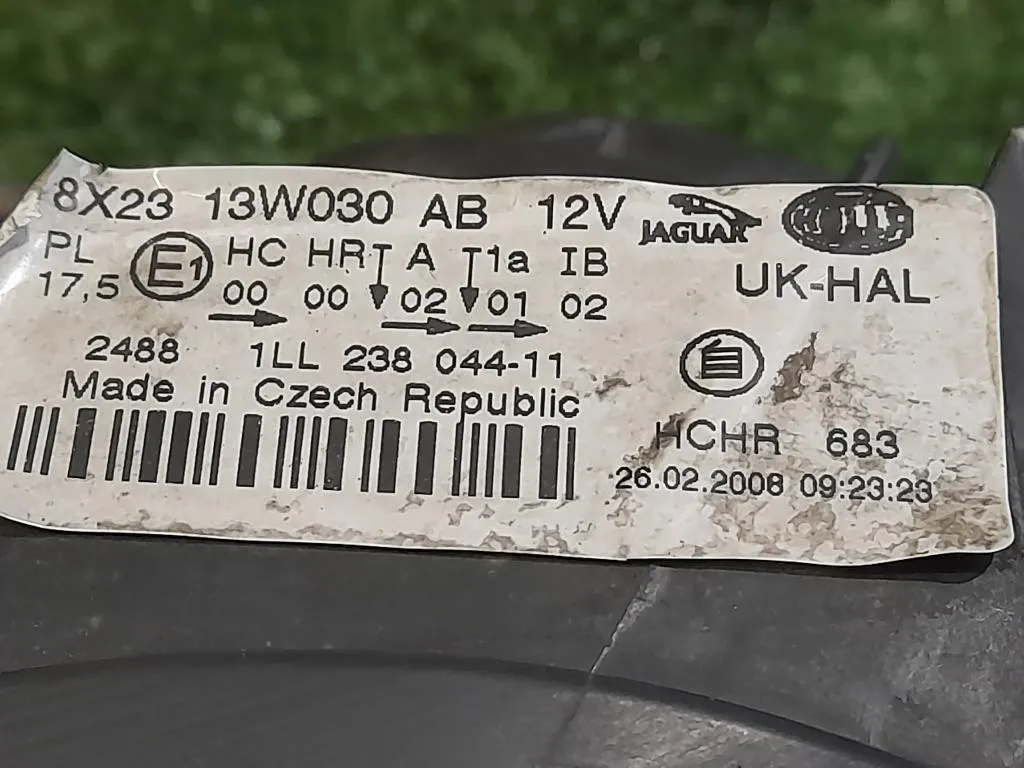 8X23 13W030 AB 12V JAGUAR
PL E1 HC HR A 1a IB UK-HAL
17,5 00 00 02 01 02
2488 1LL 238 044-11
Made in Czech Republic
HCHR 683
26.02.2008 09:23:23